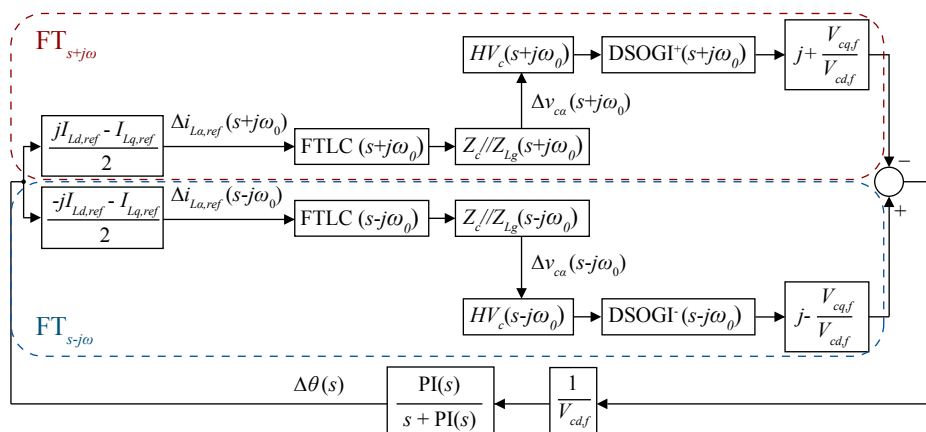 FT_{s+jω}
HV_c(s+jω_0)
DSOGI⁺(s+jω_0)
j+ V_{cq,f} / V_{cd,f}
Δv_{cα}(s+jω_0)
jI_{Ld,ref} - I_{Lq,ref} / 2
Δi_{Lα,ref}(s+jω_0)
FTLC (s+jω_0)
Z_c//Z_{Lg}(s+jω_0)
−
-jI_{Ld,ref} - I_{Lq,ref} / 2
Δi_{Lα,ref}(s-jω_0)
FTLC (s-jω_0)
Z_c//Z_{Lg}(s-jω_0)
+
Δv_{cα}(s-jω_0)
FT_{s-jω}
HV_c(s-jω_0)
DSOGI⁻(s-jω_0)
j- V_{cq,f} / V_{cd,f}
Δθ(s)
PI(s) / s + PI(s)
1 / V_{cd,f}